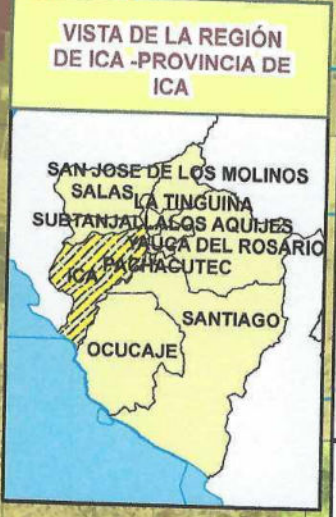 VISTA DE LA REGIÓN
DE ICA -PROVINCIA DE
ICA
SAN JOSE DE LOS MOLINOS
SALAS
LA TINGUIÑA
SUBTANJALLA
LOS AQUIJES
YAUCA DEL ROSARIO
PACHACUTEC
ICA
SANTIAGO
OCUCAJE